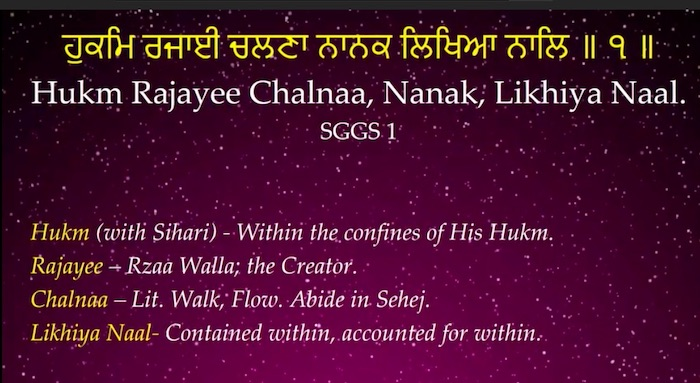 ਹੁਕਮਿ ਰਜਾਈ ਚਲਣਾ ਨਾਨਕ ਲਿਖਿਆ ਨਾਲਿ ॥ ੧ ॥
Hukm Rajayee Chalnaa, Nanak, Likhiya Naal.
SGGS 1
Hukm (with Sihari) - Within the confines of His Hukm.
Rajayee – Rzaa Walla; the Creator.
Chalnaa – Lit. Walk, Flow. Abide in Sehej.
Likhiya Naal- Contained within, accounted for within.